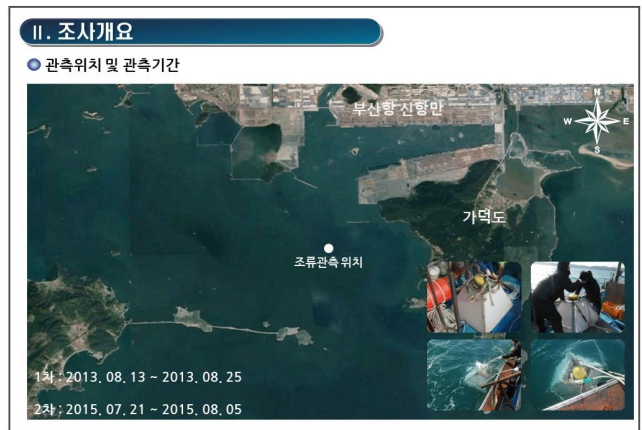 II. 조사개요
관측위치 및 관측기간
부산항 신항만
N
W E
S
가덕도
조류관측 위치
1차 : 2013. 08. 13 ~ 2013. 08. 25
2차 : 2015. 07. 21 ~ 2015. 08. 05